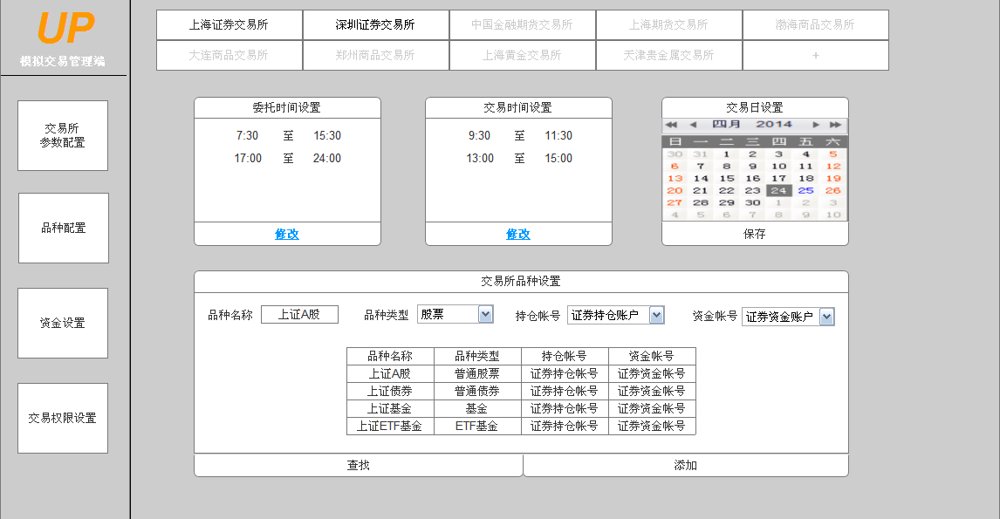 UP
模拟交易管理端
交易所
参数配置
品种配置
资金设置
交易权限设置
上海证券交易所 深圳证券交易所 中国金融期货交易所 上海期货交易所 渤海商品交易所
大连商品交易所 郑州商品交易所 上海黄金交易所 天津贵金属交易所 +
委托时间设置
7:30 至 15:30
17:00 至 24:00
修改
交易时间设置
9:30 至 11:30
13:00 至 15:00
修改
交易日设置
四月 2014
日 一 二 三 四 五 六
30 31 1 2 3 4 5
6 7 8 9 10 11 12
13 14 15 16 17 18 19
20 21 22 23 24 25 26
27 28 29 30 1 2 3
4 5 6 7 8 9 10
保存
交易所品种设置
品种名称 上证A股 品种类型 股票 持仓帐号 证券持仓账户 资金帐号 证券资金账户
品种名称 品种类型 持仓帐号 资金帐号
上证A股 普通股票 证券持仓帐号 证券资金帐号
上证债券 普通债券 证券持仓帐号 证券资金帐号
上证基金 基金 证券持仓帐号 证券资金帐号
上证ETF基金 ETF基金 证券持仓帐号 证券资金帐号
查找 添加